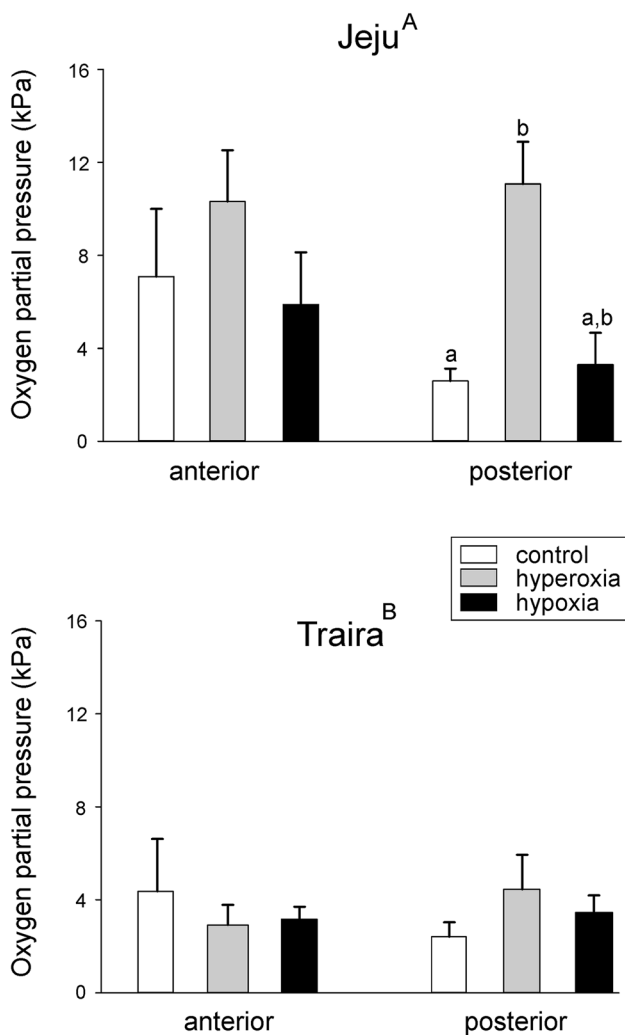 Jeju^A
Oxygen partial pressure (kPa)
16
12
8
4
0
a
b
a,b
anterior
posterior
control
hyperoxia
hypoxia
Traira^B
Oxygen partial pressure (kPa)
16
12
8
4
0
anterior
posterior